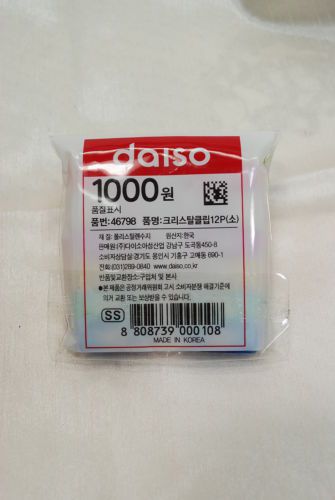 daiso
1000원
품질표시
품번:46798 품명:크리스탈클립12P(소)
재 질:폴리스탈렌수지 원산지:한국
판매원:(주)다이소아성산업 강남구 도곡동450-8
소비자상담실:경기도 용인시 기흥구 고매동 690-1
전화:(031)289-0840 www.daiso.co.kr
반품및교환장소:구입처 및 본사
●본 제품은 공정거래위원회 고시 소비자분쟁 해결기준에
의거 교환 또는 보상받을 수 있습니다.
SS
8 808739 000108
MADE IN KOREA